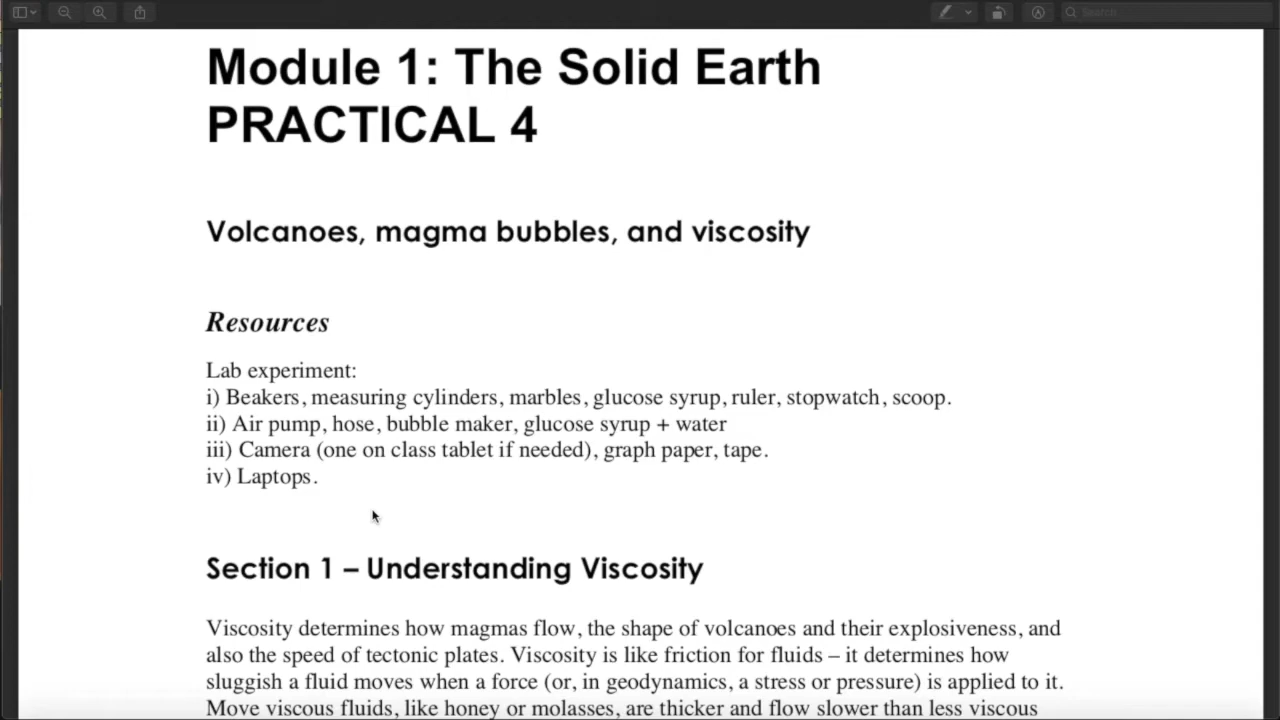 Search
Module 1: The Solid Earth
PRACTICAL 4
Volcanoes, magma bubbles, and viscosity
Resources
Lab experiment:
i) Beakers, measuring cylinders, marbles, glucose syrup, ruler, stopwatch, scoop.
ii) Air pump, hose, bubble maker, glucose syrup + water
iii) Camera (one on class tablet if needed), graph paper, tape.
iv) Laptops.
Section 1 – Understanding Viscosity
Viscosity determines how magmas flow, the shape of volcanoes and their explosiveness, and
also the speed of tectonic plates. Viscosity is like friction for fluids – it determines how
sluggish a fluid moves when a force (or, in geodynamics, a stress or pressure) is applied to it.
Move viscous fluids, like honey or molasses, are thicker and flow slower than less viscous